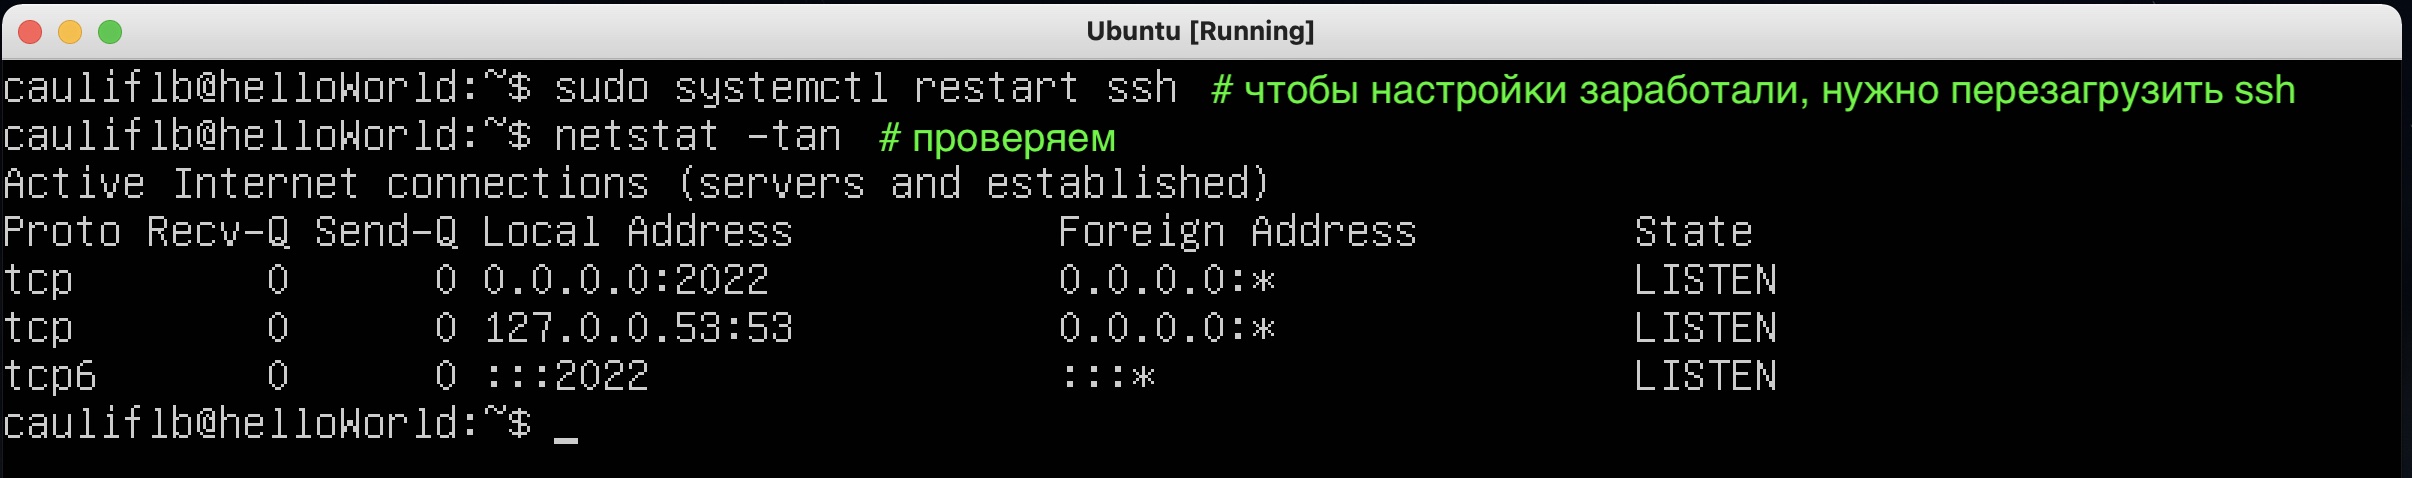 Ubuntu [Running]
cauliflb@helloWorld:~$ sudo systemctl restart ssh # чтобы настройки заработали, нужно перезагрузить ssh
cauliflb@helloWorld:~$ netstat -tan # проверяем
Active Internet connections (servers and established)
Proto Recv-Q Send-Q Local Address Foreign Address State
tcp 0 0 0.0.0.0:2022 0.0.0.0:* LISTEN
tcp 0 0 127.0.0.53:53 0.0.0.0:* LISTEN
tcp6 0 0 :::2022 :::* LISTEN
cauliflb@helloWorld:~$ _